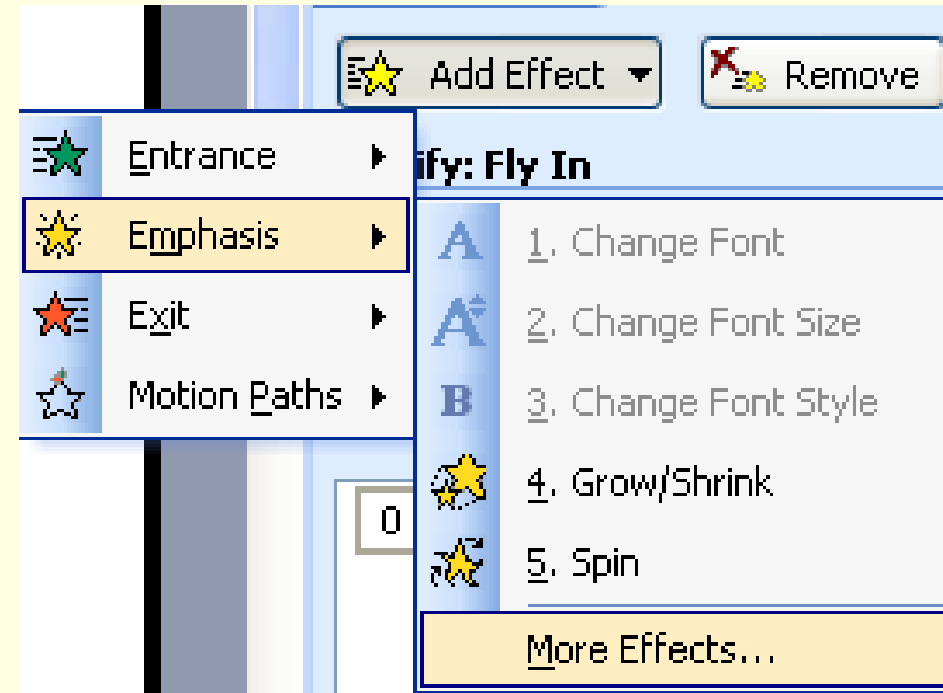 Add Effect
Remove
Entrance
ify: Fly In
Emphasis
1. Change Font
Exit
2. Change Font Size
Motion Paths
3. Change Font Style
4. Grow/Shrink
0
5. Spin
More Effects...